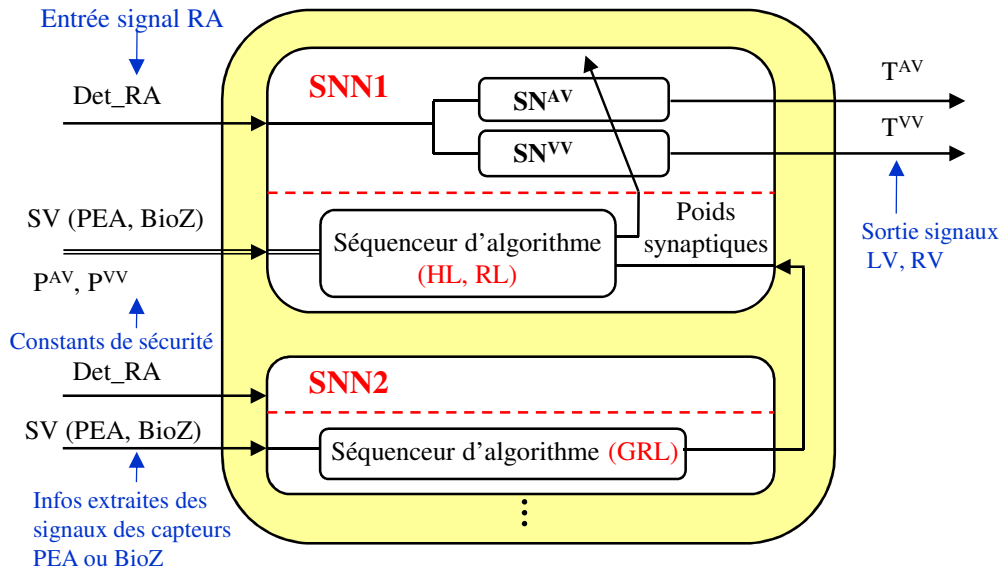 Entrée signal RA
Det_RA
SNN1
SN^AV
SN^VV
T^AV
T^VV
SV (PEA, BioZ)
P^AV, P^VV
Constants de sécurité
Séquenceur d'algorithme
(HL, RL)
Poids
synaptiques
Sortie signaux
LV, RV
Det_RA
SNN2
SV (PEA, BioZ)
Séquenceur d'algorithme (GRL)
Infos extraites des
signaux des capteurs
PEA ou BioZ